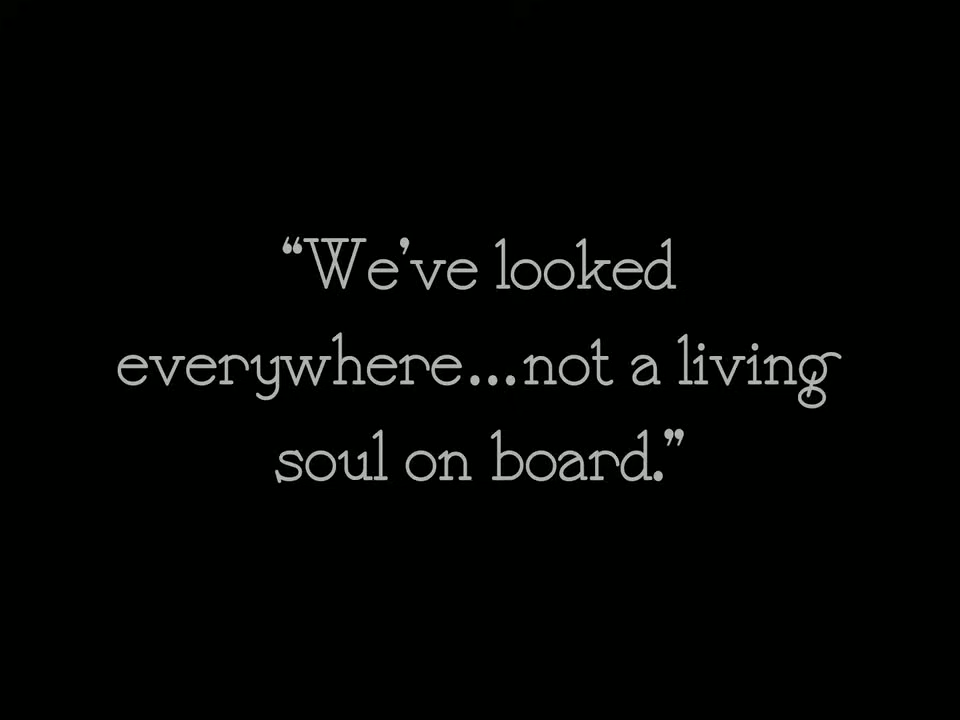 “We’ve looked
everywhere...not a living
soul on board.”